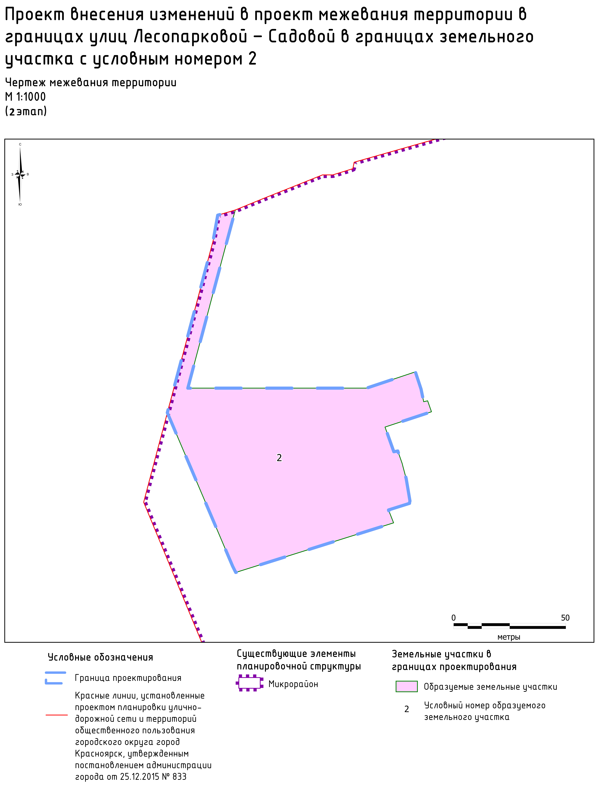 Проект внесения изменений в проект межевания территории в
границах улиц Лесопарковой – Садовой в границах земельного
участка с условным номером 2
Чертеж межевания территории
М 1:1000
(2 этап)
2
0 50
метры
Условные обозначения
Граница проектирования
Красные линии, установленные
проектом планировки улично-
дорожной сети и территорий
общественного пользования
городского округа город
Красноярск, утвержденным
постановлением администрации
города от 25.12.2015 № 833
Существующие элементы
планировочной структуры
Микрорайон
Земельные участки в
границах проектирования
Образуемые земельные участки
2 Условный номер образуемого
земельного участка